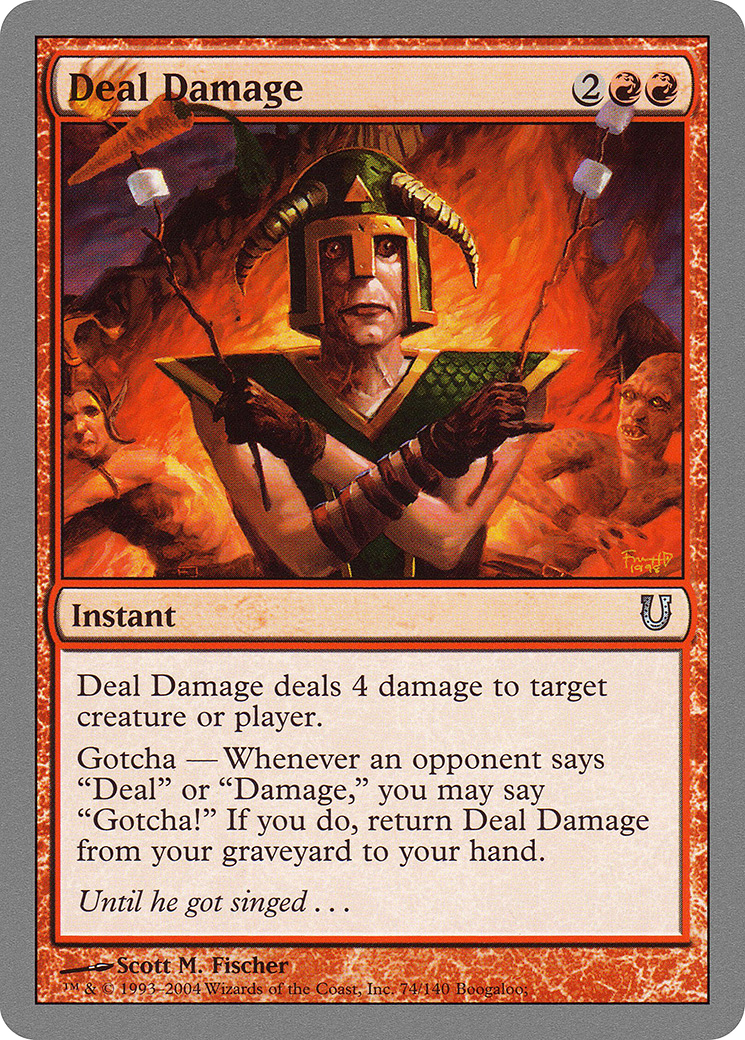 Deal Damage
2
1998
Instant
Deal Damage deals 4 damage to target
creature or player.
Gotcha — Whenever an opponent says
“Deal” or “Damage,” you may say
“Gotcha!” If you do, return Deal Damage
from your graveyard to your hand.
Until he got singed . . .
Scott M. Fischer
™ & © 1993–2004 Wizards of the Coast, Inc. 74/140 Boogaloo;